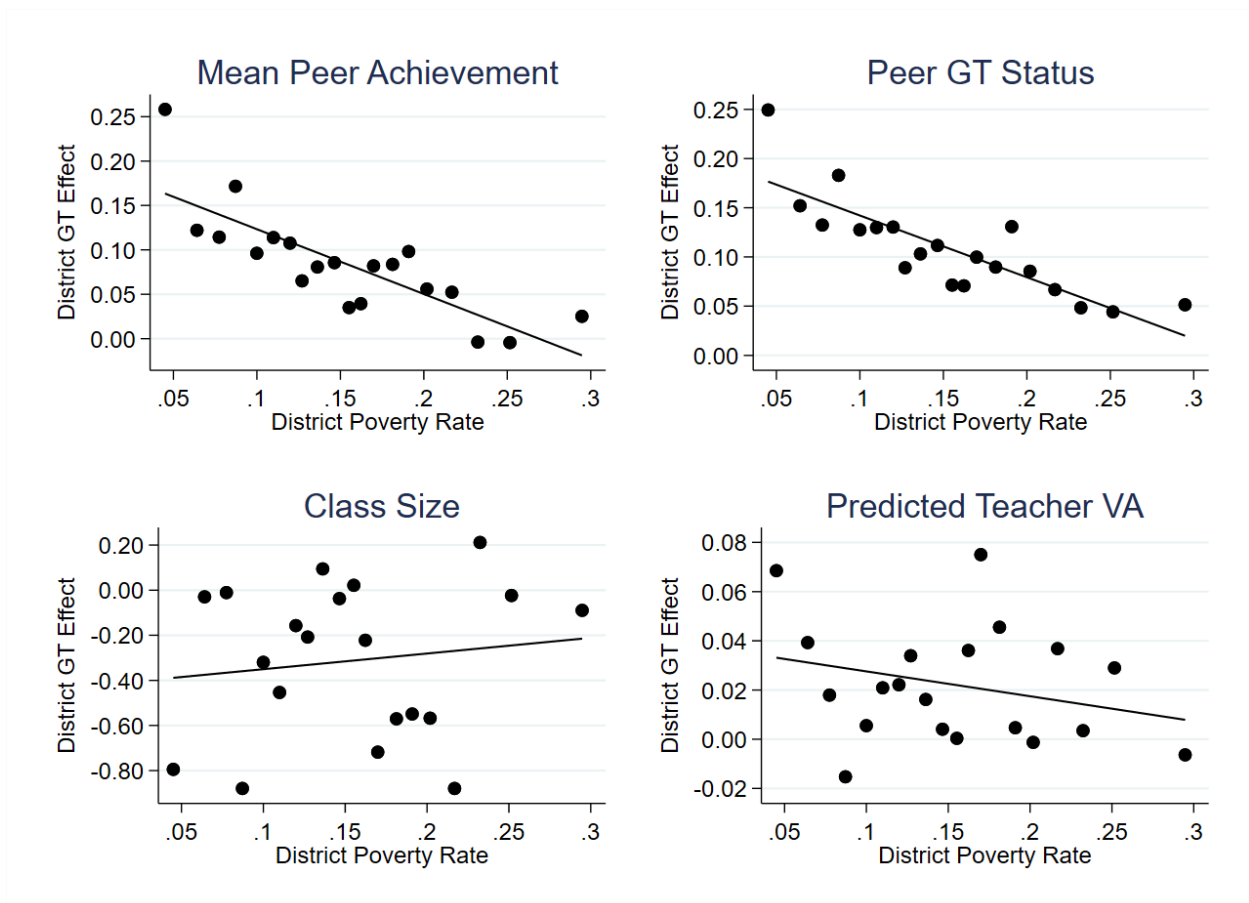 Mean Peer Achievement
District GT Effect
0.25
0.20
0.15
0.10
0.05
0.00
.05 .1 .15 .2 .25 .3
District Poverty Rate
Peer GT Status
District GT Effect
0.25
0.20
0.15
0.10
0.05
0.00
.05 .1 .15 .2 .25 .3
District Poverty Rate
Class Size
District GT Effect
0.20
0.00
-0.20
-0.40
-0.60
-0.80
.05 .1 .15 .2 .25 .3
District Poverty Rate
Predicted Teacher VA
District GT Effect
0.08
0.06
0.04
0.02
0.00
-0.02
.05 .1 .15 .2 .25 .3
District Poverty Rate